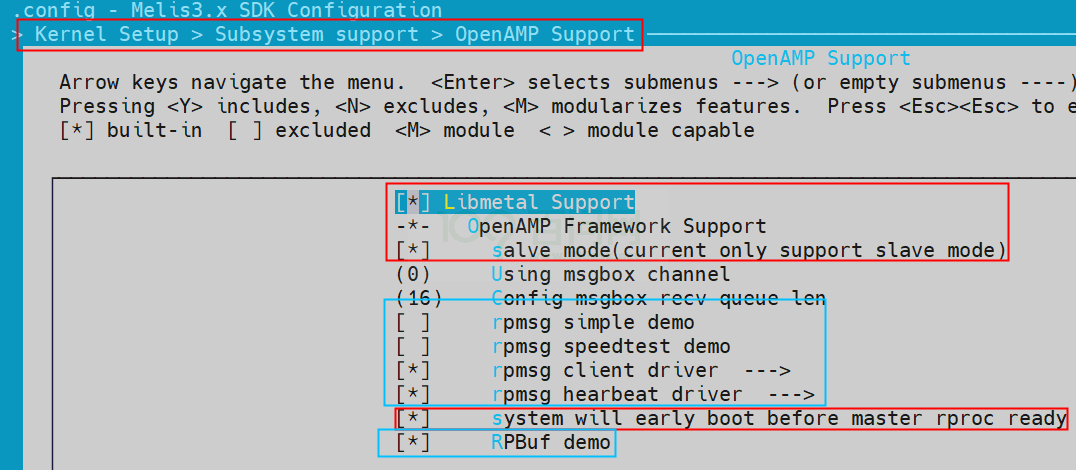 .config - Melis3.x SDK Configuration
> Kernel Setup > Subsystem support > OpenAMP Support
OpenAMP Support
Arrow keys navigate the menu.  <Enter> selects submenus ---> (or empty submenus ----)
Pressing <Y> includes, <N> excludes, <M> modularizes features.  Press <Esc><Esc> to e
[*] built-in  [ ] excluded  <M> module  < > module capable
[*] Libmetal Support
-*-   OpenAMP Framework Support
[*]     salve mode(current only support slave mode)
(0)     Using msgbox channel
(16)    Config msgbox recv queue len
[ ]     rpmsg simple demo
[ ]     rpmsg speedtest demo
[*]     rpmsg client driver  --->
[*]     rpmsg hearbeat driver  --->
[*]     system will early boot before master rproc ready
[*]     RPBuf demo